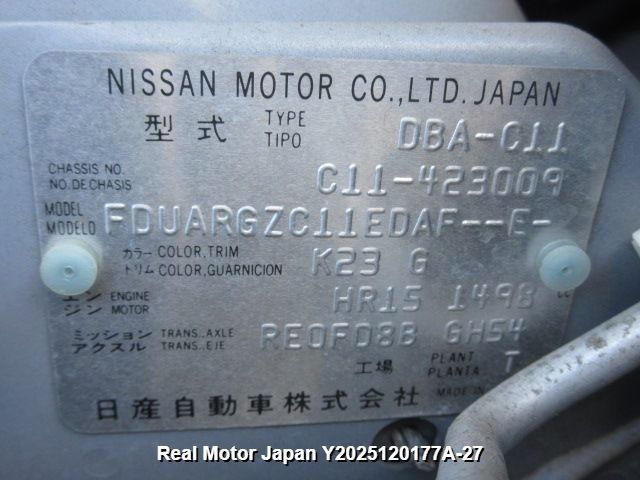 NISSAN MOTOR CO.,LTD. JAPAN
型式 TYPE TIPO DBA-C11
CHASSIS NO. NO. DE CHASIS C11-423009
MODEL MODELO FDUARGZC11EDAF--E-
カラー COLOR, TRIM
トリム COLOR, GUARNICION K23 G
エン ENGINE
ジン MOTOR HR15 1498 cc
ミッション TRANS., AXLE
アクスル TRANS., EJE RE0F08B GH54
工場 PLANT PLANTA T
日産自動車株式会社 MADE IN
Real Motor Japan Y2025120177A-27